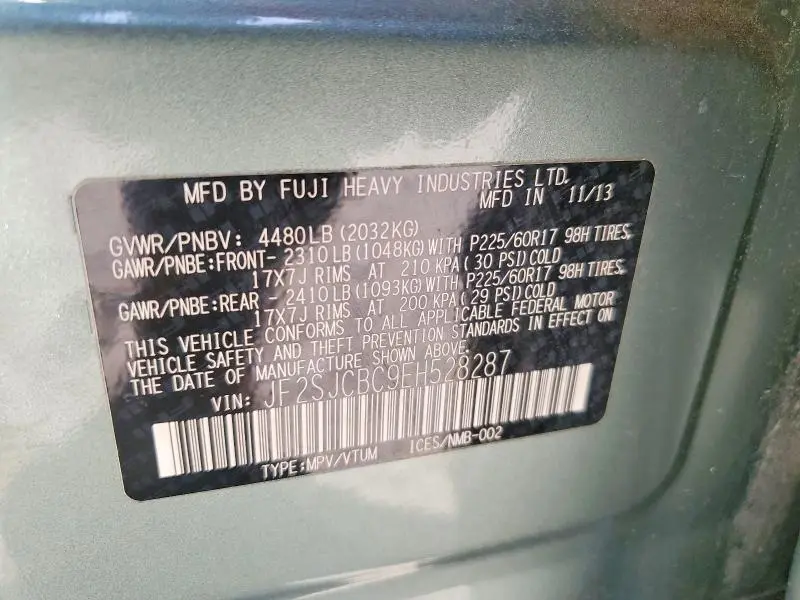 MFD BY FUJI HEAVY INDUSTRIES LTD.
MFD IN 11/13
GVWR/PNBV: 4480LB(2032KG)
GAWR/PNBE:FRONT- 2310LB(1048KG)WITH P225/60R17 98H TIRES,
17X7J RIMS AT 210 KPA( 30 PSI)COLD
GAWR/PNBE:REAR - 2410LB(1093KG)WITH P225/60R17 98H TIRES,
17X7J RIMS AT 200 KPA( 29 PSI)COLD
THIS VEHICLE CONFORMS TO ALL APPLICABLE FEDERAL MOTOR
VEHICLE SAFETY AND THEFT PREVENTION STANDARDS IN EFFECT ON
THE DATE OF MANUFACTURE SHOWN ABOVE.
VIN: JF2SJCBC9EH528287
TYPE:MPV/VTUM ICES/NMB-002